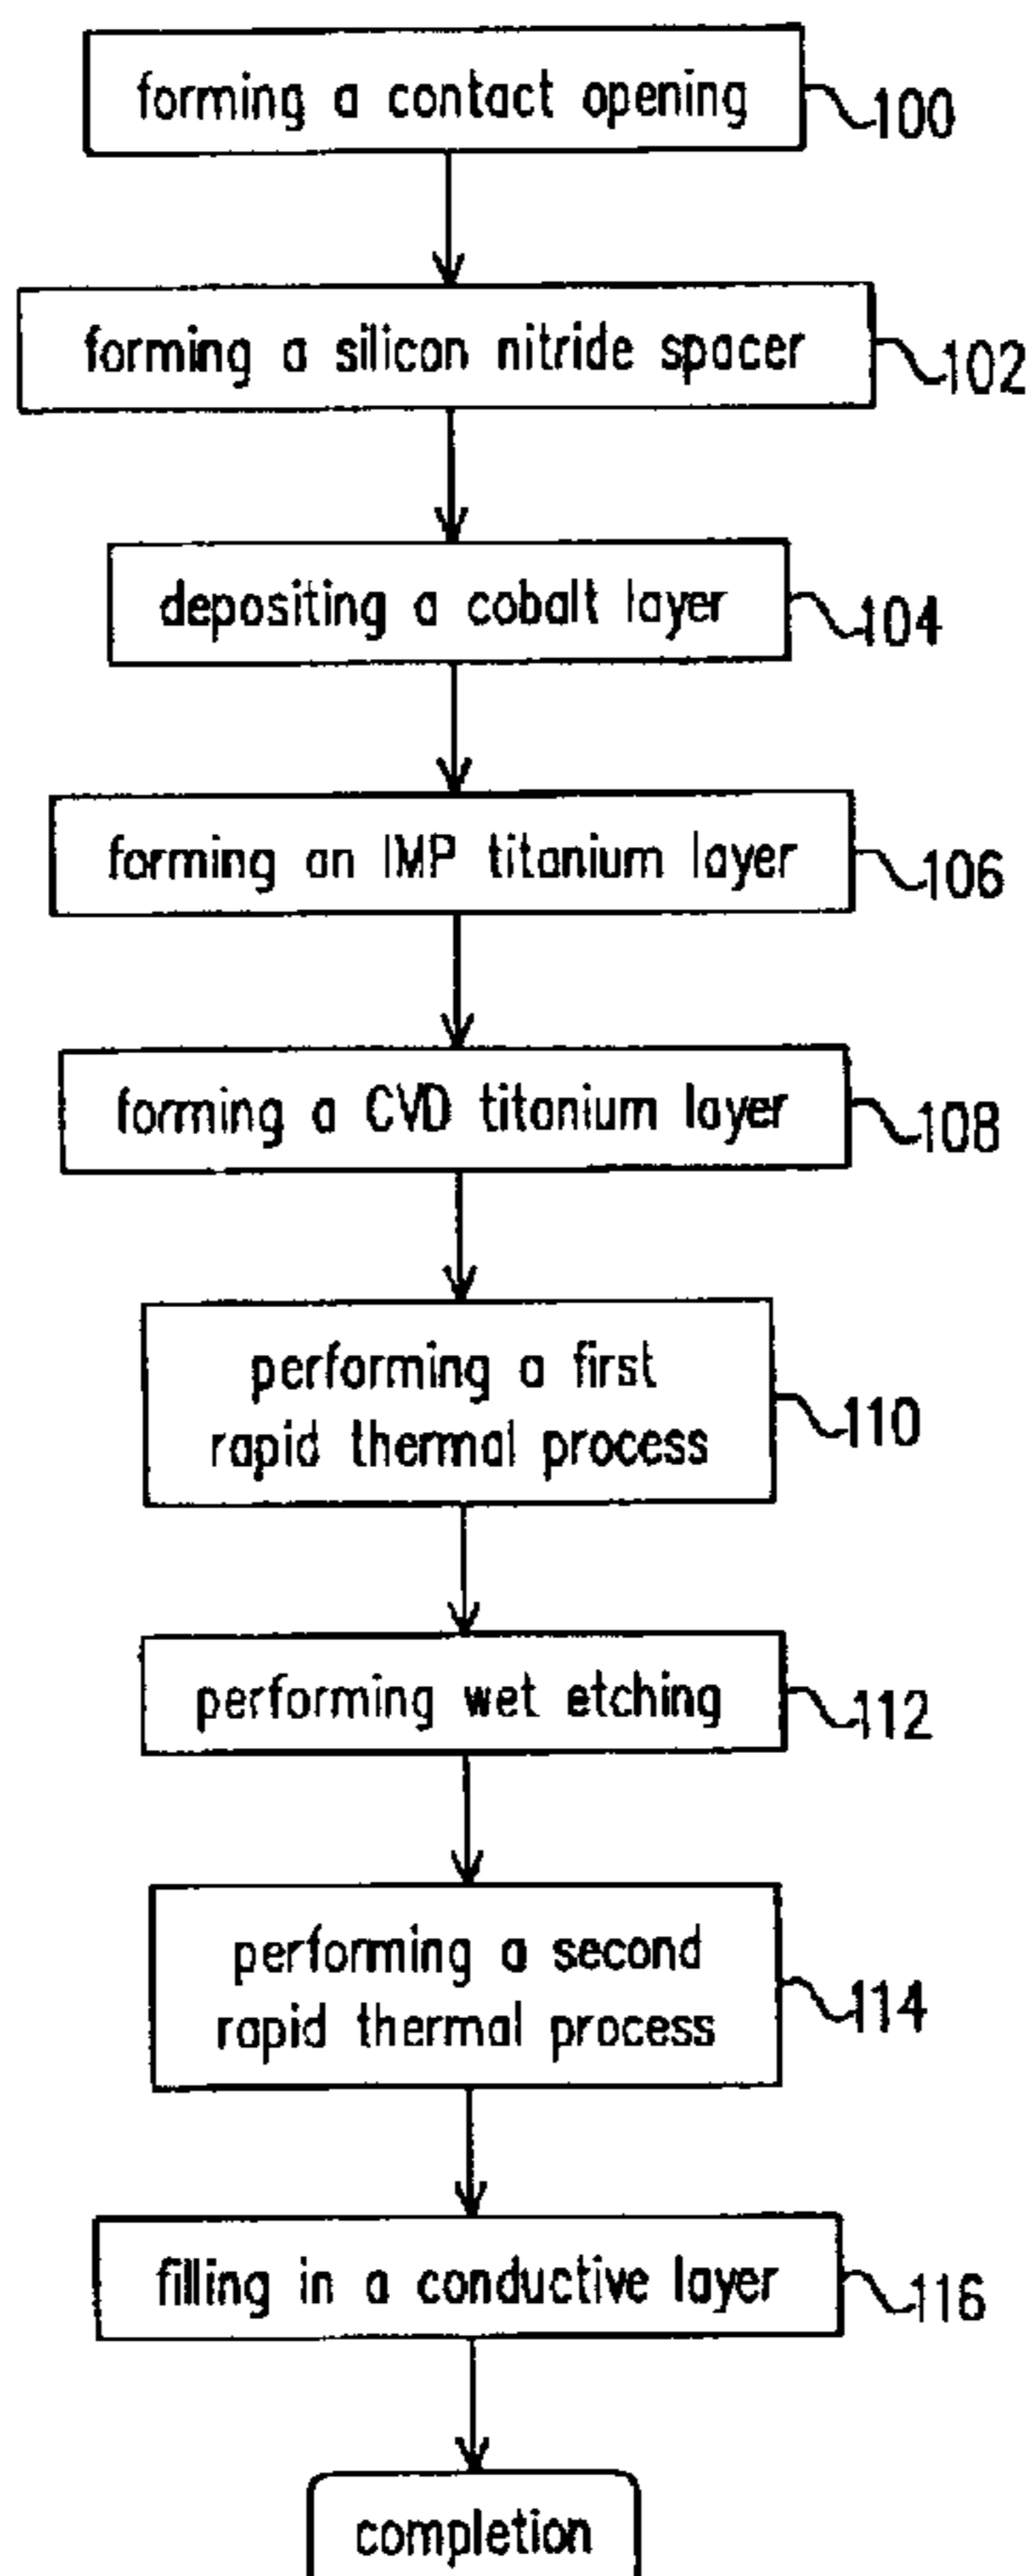 forming a contact opening
100
forming a silicon nitride spacer
102
depositing a cobalt layer
104
forming an IMP titanium layer
106
forming a CVD titanium layer
108
performing a first
rapid thermal process
110
performing wet etching
112
performing a second
rapid thermal process
114
filling in a conductive layer
116
completion